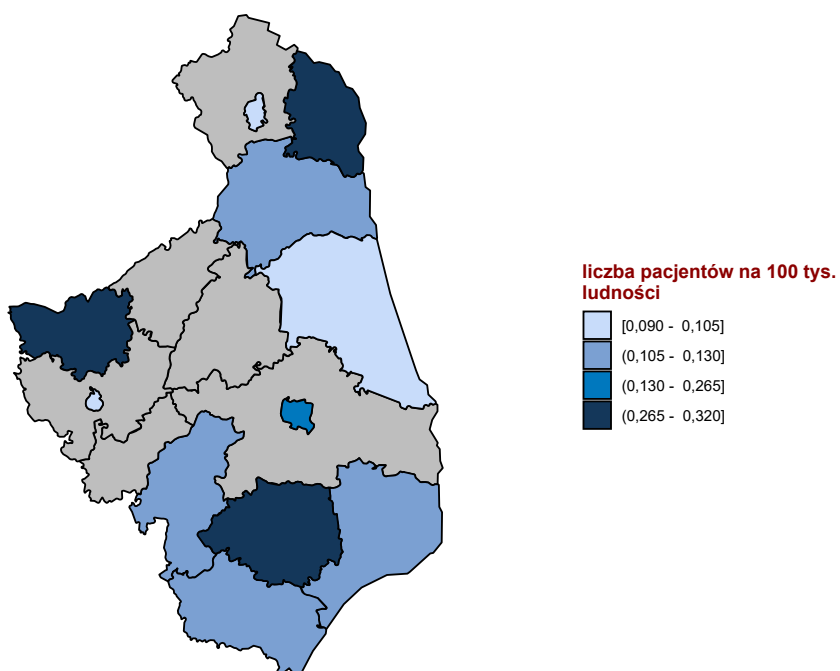 liczba pacjentów na 100 tys.
ludności
[0,090 - 0,105]
(0,105 - 0,130]
(0,130 - 0,265]
(0,265 - 0,320]